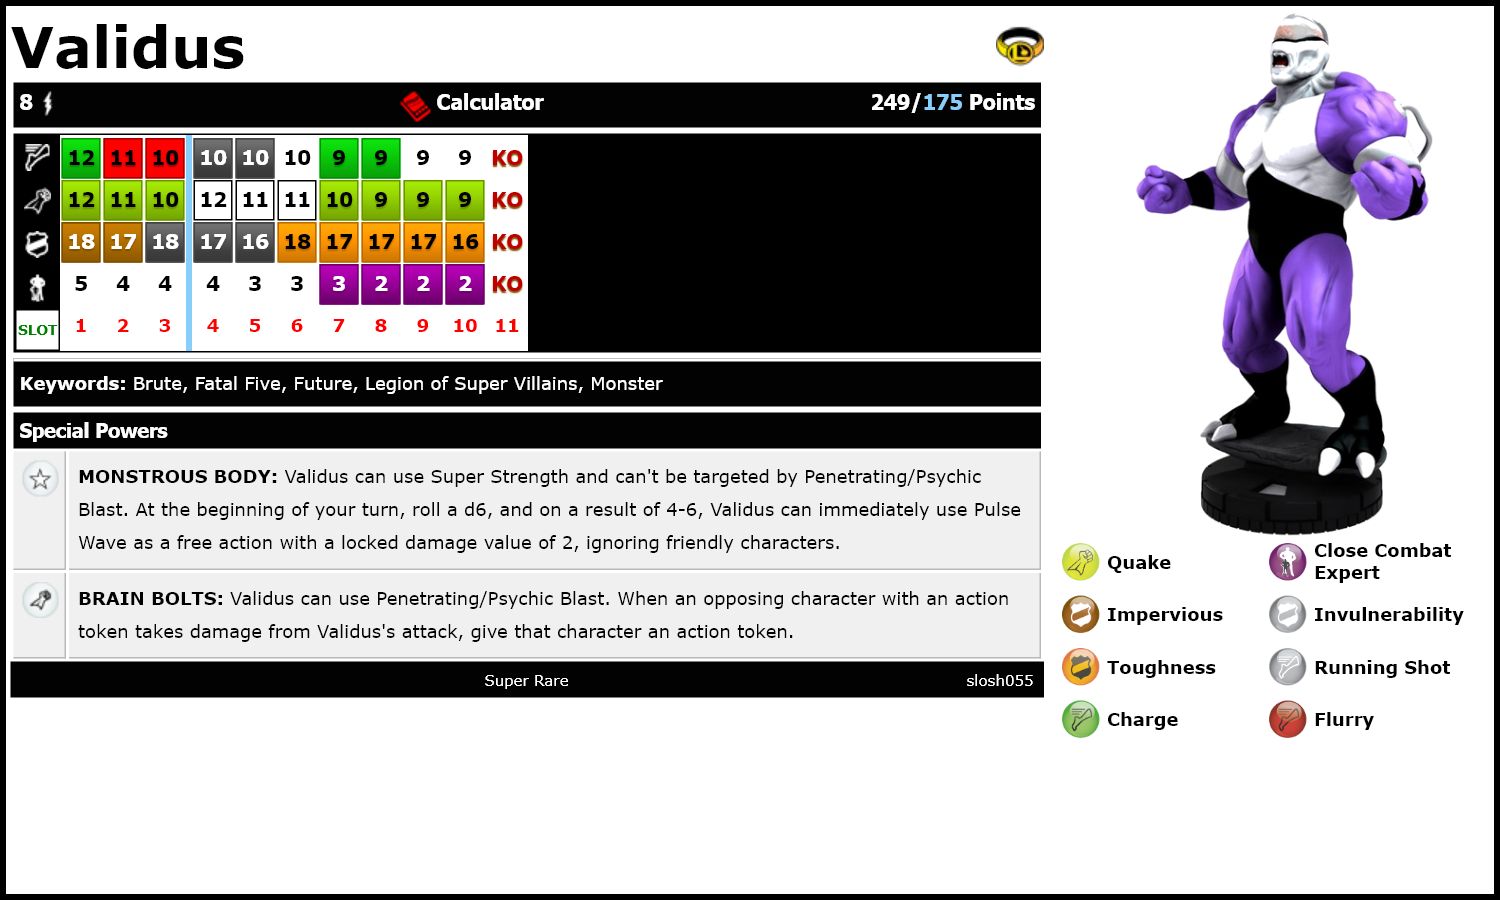 Validus
8 Calculator 249/175 Points
12 11 10 10 10 10 9 9 9 9 KO
12 11 10 12 11 11 10 9 9 9 KO
18 17 18 17 16 18 17 17 17 16 KO
5 4 4 4 3 3 3 2 2 2 KO
SLOT 1 2 3 4 5 6 7 8 9 10 11
Keywords: Brute, Fatal Five, Future, Legion of Super Villains, Monster
Special Powers
MONSTROUS BODY: Validus can use Super Strength and can't be targeted by Penetrating/Psychic
Blast. At the beginning of your turn, roll a d6, and on a result of 4-6, Validus can immediately use Pulse
Wave as a free action with a locked damage value of 2, ignoring friendly characters.
BRAIN BOLTS: Validus can use Penetrating/Psychic Blast. When an opposing character with an action
token takes damage from Validus's attack, give that character an action token.
Super Rare slosh055
Quake
Close Combat
Expert
Impervious
Invulnerability
Toughness
Running Shot
Charge
Flurry